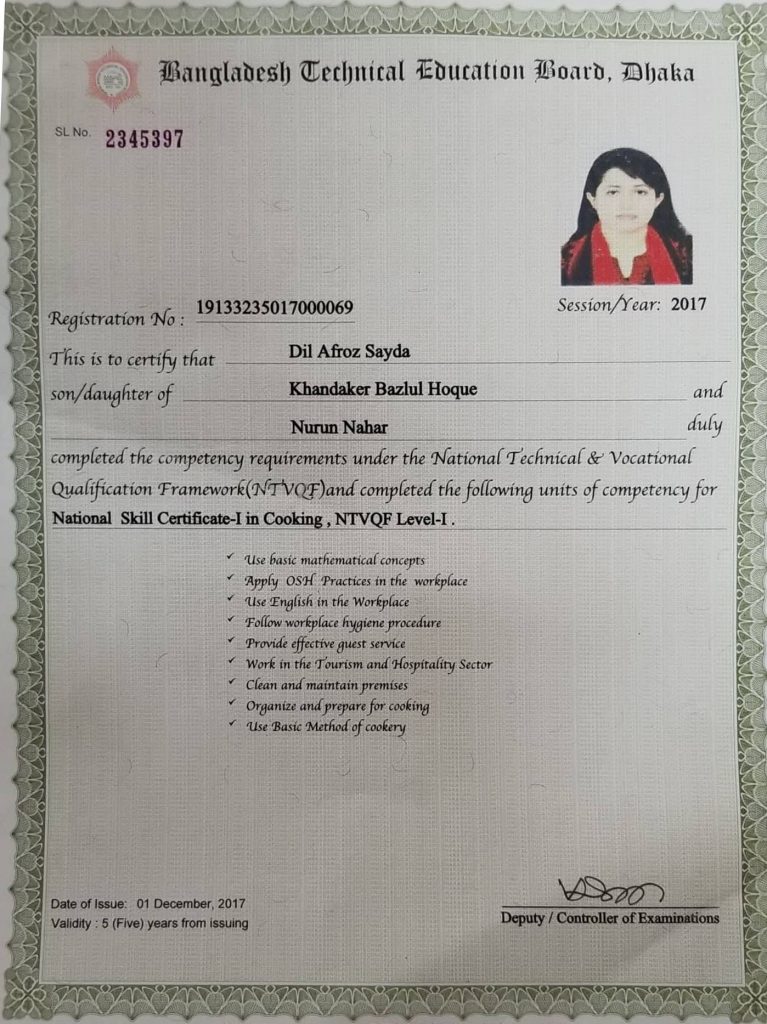 Bangladesh Technical Education Board, Dhaka
SL No. 2345397
Session/Year: 2017
Registration No : 19133235017000069
This is to certify that Dil Afroz Sayda
son/daughter of Khandaker Bazlul Hoque and
Nurun Nahar duly
completed the competency requirements under the National Technical & Vocational
Qualification Framework(NTVQF)and completed the following units of competency for
National Skill Certificate-I in Cooking , NTVQF Level-I .
✓ Use basic mathematical concepts
✓ Apply OSH Practices in the workplace
✓ Use English in the Workplace
✓ Follow workplace hygiene procedure
✓ Provide effective guest service
✓ Work in the Tourism and Hospitality Sector
✓ Clean and maintain premises
✓ Organize and prepare for cooking
✓ Use Basic Method of cookery
Date of Issue: 01 December, 2017
Validity : 5 (Five) years from issuing
Deputy / Controller of Examinations